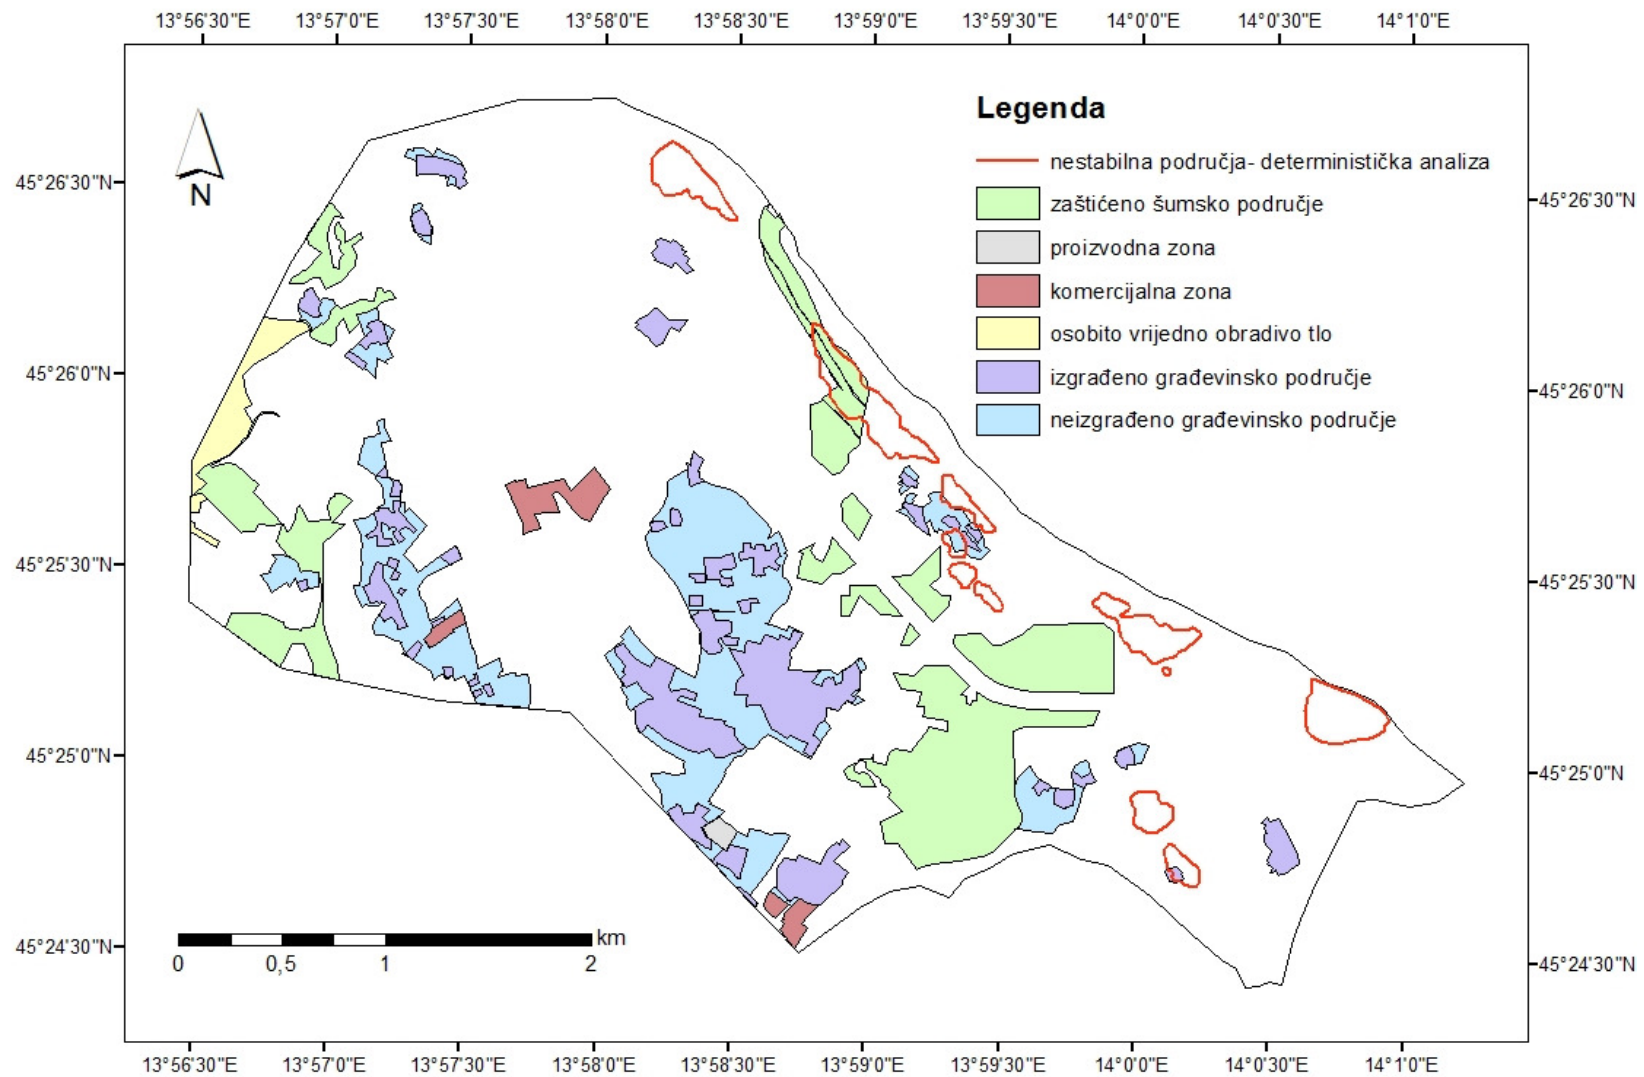 13°56'30"E 13°57'0"E 13°57'30"E 13°58'0"E 13°58'30"E 13°59'0"E 13°59'30"E 14°0'0"E 14°0'30"E 14°1'0"E
Legenda
nestabilna područja- deterministička analiza
zaštićeno šumsko područje
proizvodna zona
komercijalna zona
osobito vrijedno obradivo tlo
izgrađeno građevinsko područje
neizgrađeno građevinsko područje
N
45°26'30"N
45°26'0"N
45°25'30"N
45°25'0"N
45°24'30"N
45°26'30"N
45°26'0"N
45°25'30"N
45°25'0"N
45°24'30"N
km
0 0,5 1 2
13°56'30"E 13°57'0"E 13°57'30"E 13°58'0"E 13°58'30"E 13°59'0"E 13°59'30"E 14°0'0"E 14°0'30"E 14°1'0"E